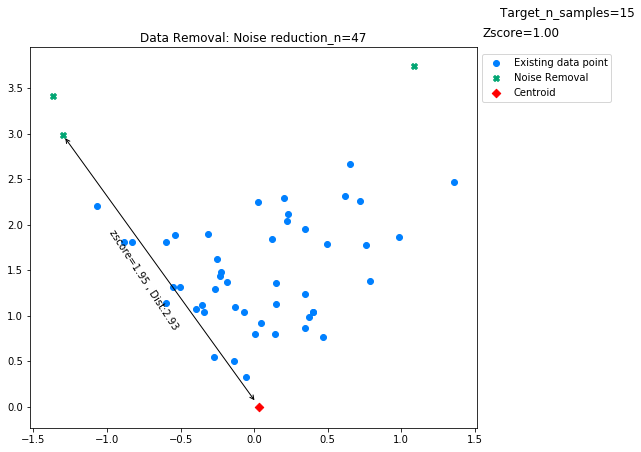 Target_n_samples=15
Zscore=1.00
Data Removal: Noise reduction_n=47
Existing data point
Noise Removal
Centroid
3.5
3.0
2.5
2.0
1.5
1.0
0.5
0.0
zscore=1.95 , Dist:2.93
−1.5 −1.0 −0.5 0.0 0.5 1.0 1.5